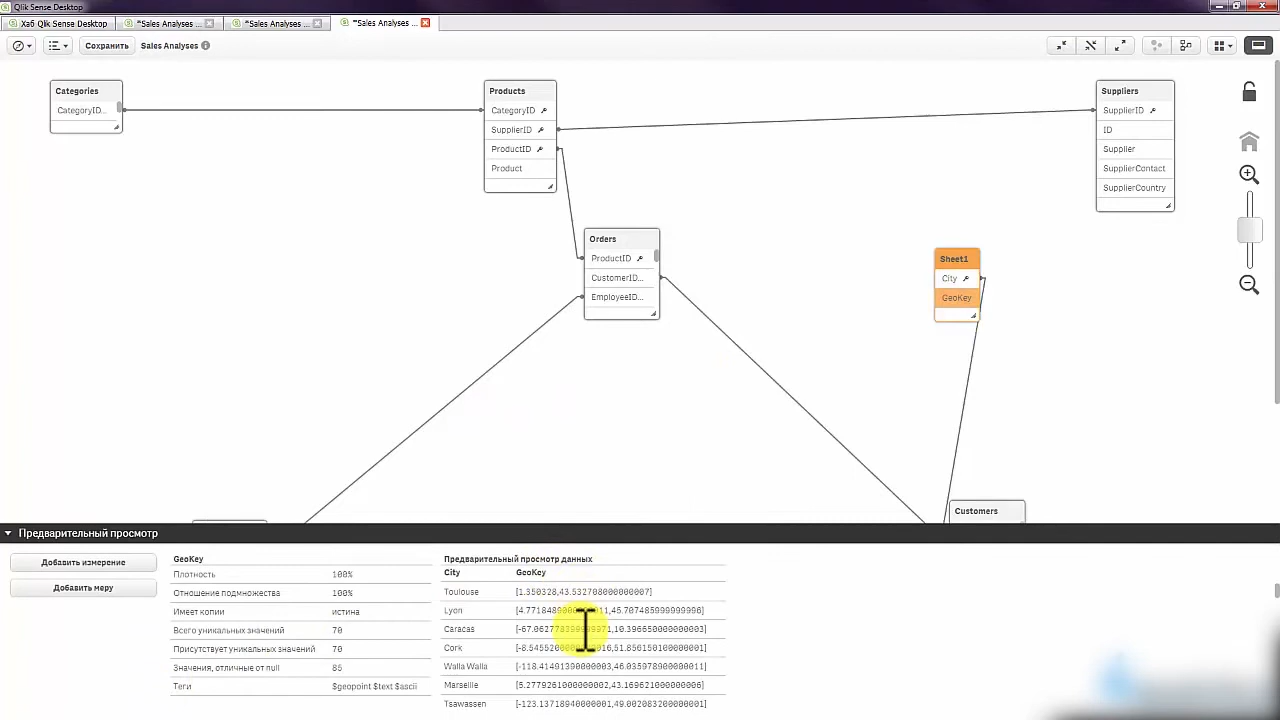 Qlik Sense Desktop
Хаб Qlik Sense Desktop
*Sales Analyses ...
*Sales Analyses ...
*Sales Analyses ...
Сохранить
Sales Analyses
Categories
CategoryID...
Products
CategoryID
SupplierID
ProductID
Product
Suppliers
SupplierID
ID
Supplier
SupplierContact
SupplierCountry
Orders
ProductID
CustomerID...
EmployeeID...
Sheet1
City
GeoKey
Customers
Предварительный просмотр
Добавить измерение
Добавить меру
GeoKey
Плотность 100%
Отношение подмножества 100%
Имеет копии истина
Всего уникальных значений 70
Присутствует уникальных значений 70
Значения, отличные от null 85
Теги $geopoint $text $ascii
Предварительный просмотр данных
City GeoKey
Toulouse [1.350328,43.532708000000007]
Lyon
Caracas
Cork
Walla Walla [-118.41491390000003,46.035978900000011]
Marseille [5.2779261000000002,43.169621000000006]
Tsawassen [-123.13718940000001,49.002083200000001]